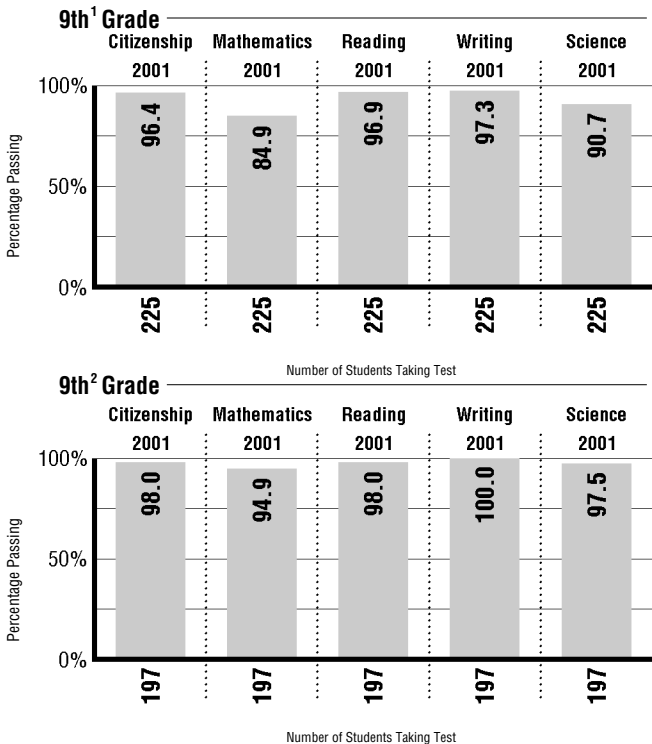 9th¹ Grade
Citizenship Mathematics Reading Writing Science
2001 2001 2001 2001 2001
100%
50%
0%
Percentage Passing
96.4 84.9 96.9 97.3 90.7
225 225 225 225 225
Number of Students Taking Test
9th² Grade
Citizenship Mathematics Reading Writing Science
2001 2001 2001 2001 2001
100%
50%
0%
Percentage Passing
98.0 94.9 98.0 100.0 97.5
197 197 197 197 197
Number of Students Taking Test